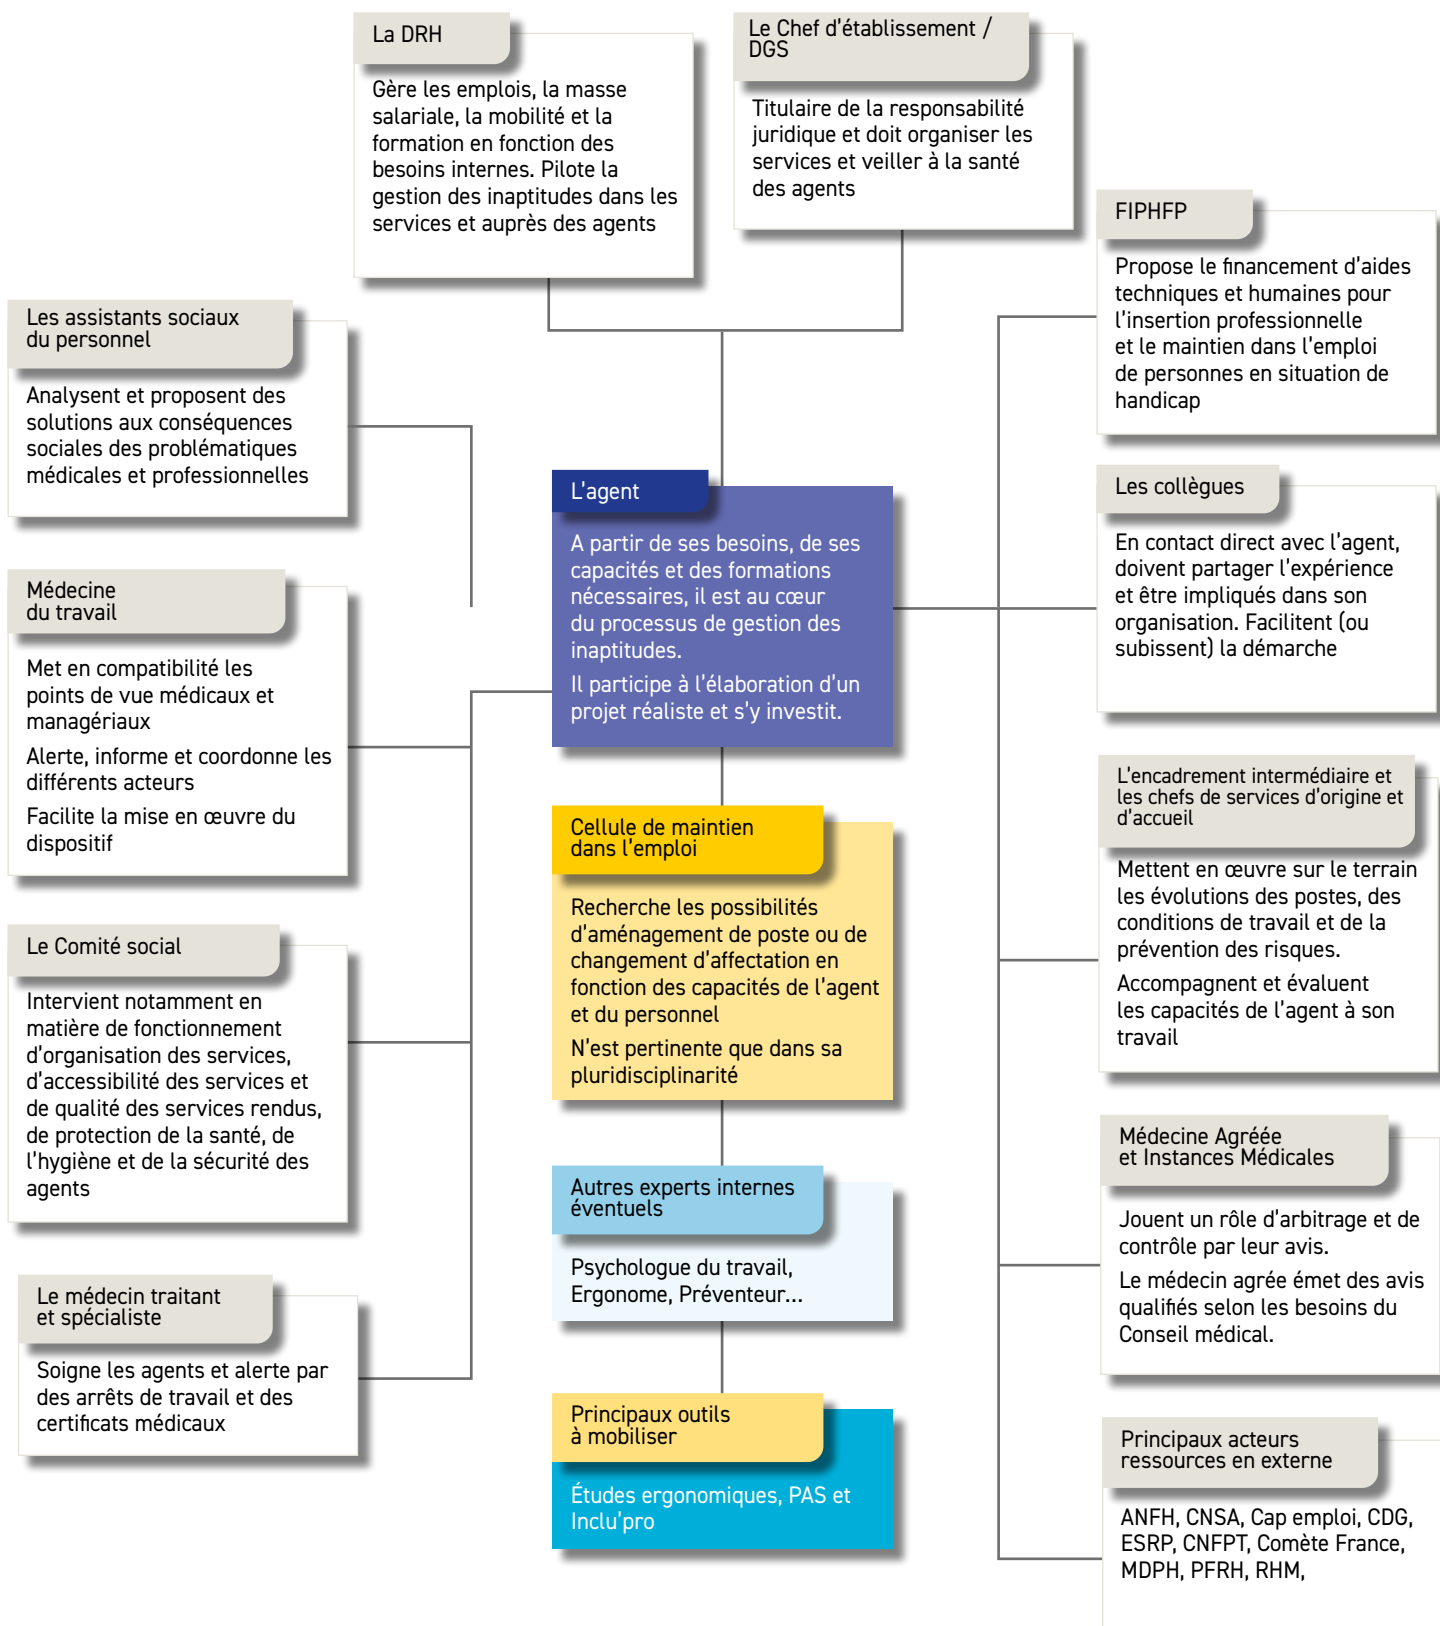 La DRH
Gère les emplois, la masse
salariale, la mobilité et la
formation en fonction des
besoins internes. Pilote la
gestion des inaptitudes dans les
services et auprès des agents
Le Chef d'établissement /
DGS
Titulaire de la responsabilité
juridique et doit organiser les
services et veiller à la santé
des agents
FIPHFP
Propose le financement d'aides
techniques et humaines pour
l'insertion professionnelle
et le maintien dans l'emploi
de personnes en situation de
handicap
Les assistants sociaux
du personnel
Analysent et proposent des
solutions aux conséquences
sociales des problématiques
médicales et professionnelles
L'agent
A partir de ses besoins, de ses
capacités et des formations
nécessaires, il est au cœur
du processus de gestion des
inaptitudes.
Il participe à l'élaboration d'un
projet réaliste et s'y investit.
Les collègues
En contact direct avec l'agent,
doivent partager l'expérience
et être impliqués dans son
organisation. Facilitent (ou
subissent) la démarche
Médecine
du travail
Met en compatibilité les
points de vue médicaux et
managériaux
Alerte, informe et coordonne les
différents acteurs
Facilite la mise en œuvre du
dispositif
Cellule de maintien
dans l'emploi
Recherche les possibilités
d'aménagement de poste ou de
changement d'affectation en
fonction des capacités de l'agent
et du personnel
N'est pertinente que dans sa
pluridisciplinarité
L'encadrement intermédiaire et
les chefs de services d'origine et
d'accueil
Mettent en œuvre sur le terrain
les évolutions des postes, des
conditions de travail et de la
prévention des risques.
Accompagnent et évaluent
les capacités de l'agent à son
travail
Le Comité social
Intervient notamment en
matière de fonctionnement
d'organisation des services,
d'accessibilité des services et
de qualité des services rendus,
de protection de la santé, de
l'hygiène et de la sécurité des
agents
Autres experts internes
éventuels
Psychologue du travail,
Ergonome, Préventeur...
Médecine Agréée
et Instances Médicales
Jouent un rôle d'arbitrage et de
contrôle par leur avis.
Le médecin agrée émet des avis
qualifiés selon les besoins du
Conseil médical.
Le médecin traitant
et spécialiste
Soigne les agents et alerte par
des arrêts de travail et des
certificats médicaux
Principaux outils
à mobiliser
Études ergonomiques, PAS et
Inclu'pro
Principaux acteurs
ressources en externe
ANFH, CNSA, Cap emploi, CDG,
ESRP, CNFPT, Comète France,
MDPH, PFRH, RHM,